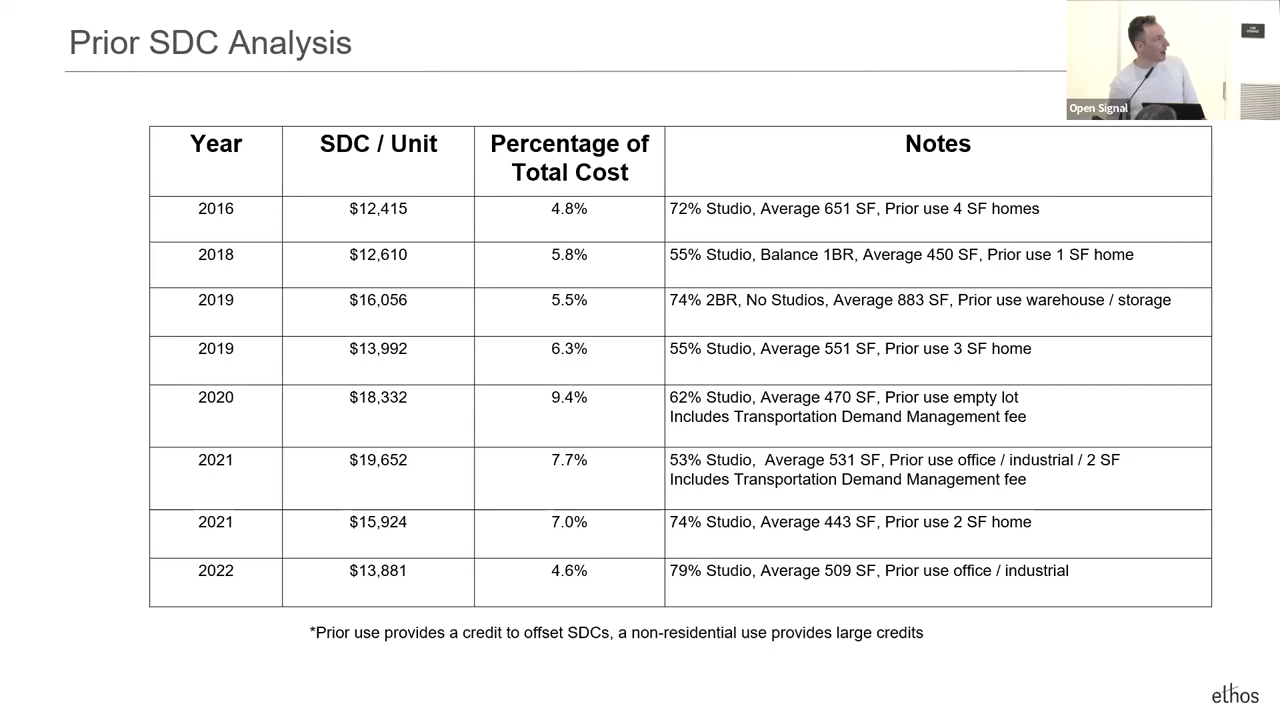 Prior SDC Analysis
Open Signal
Year SDC / Unit Percentage of Total Cost Notes
2016 $12,415 4.8% 72% Studio, Average 651 SF, Prior use 4 SF homes
2018 $12,610 5.8% 55% Studio, Balance 1BR, Average 450 SF, Prior use 1 SF home
2019 $16,056 5.5% 74% 2BR, No Studios, Average 883 SF, Prior use warehouse / storage
2019 $13,992 6.3% 55% Studio, Average 551 SF, Prior use 3 SF home
2020 $18,332 9.4% 62% Studio, Average 470 SF, Prior use empty lot
Includes Transportation Demand Management fee
2021 $19,652 7.7% 53% Studio, Average 531 SF, Prior use office / industrial / 2 SF
Includes Transportation Demand Management fee
2021 $15,924 7.0% 74% Studio, Average 443 SF, Prior use 2 SF home
2022 $13,881 4.6% 79% Studio, Average 509 SF, Prior use office / industrial
*Prior use provides a credit to offset SDCs, a non-residential use provides large credits
ethos